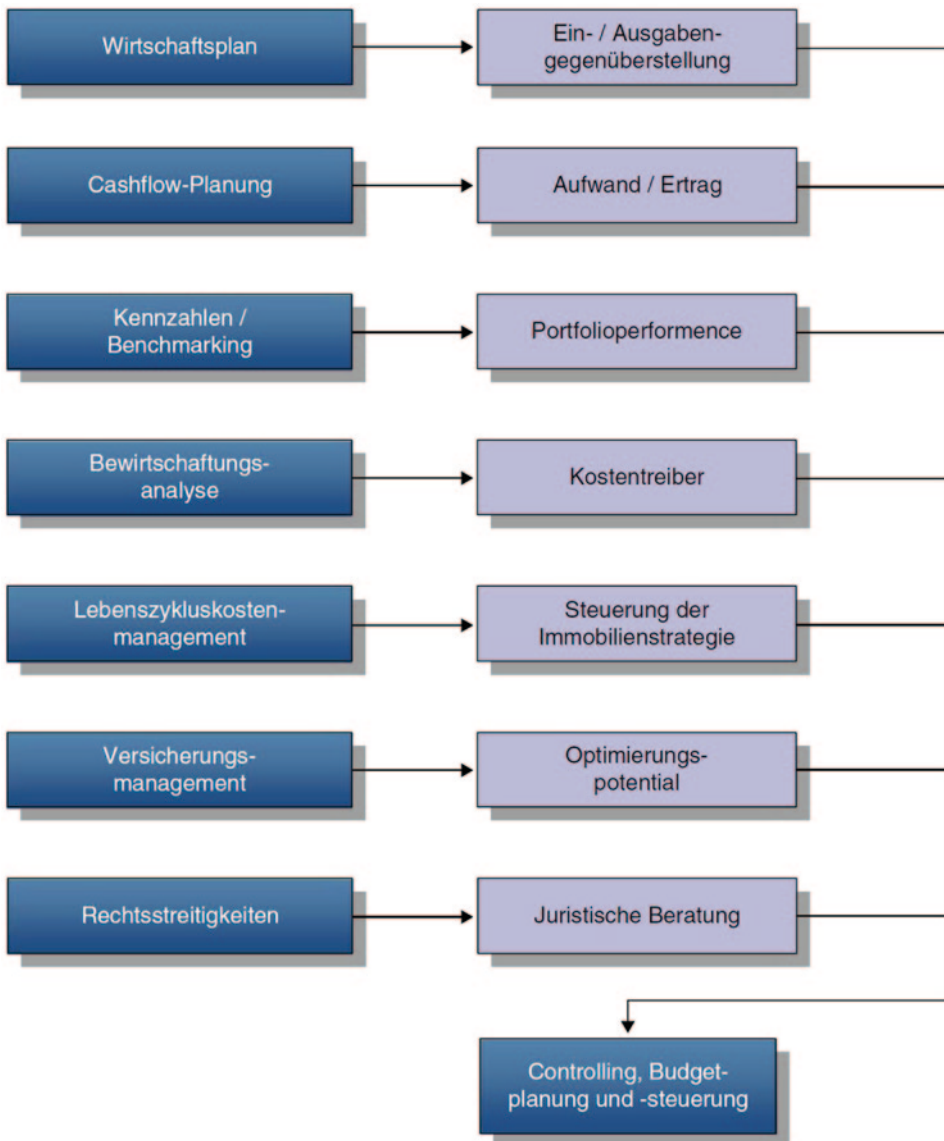 Wirtschaftsplan
Ein- / Ausgaben-
gegenüberstellung
Cashflow-Planung
Aufwand / Ertrag
Kennzahlen /
Benchmarking
Portfolioperformence
Bewirtschaftungs-
analyse
Kostentreiber
Lebenszykluskosten-
management
Steuerung der
Immobilienstrategie
Versicherungs-
management
Optimierungs-
potential
Rechtsstreitigkeiten
Juristische Beratung
Controlling, Budget-
planung und -steuerung